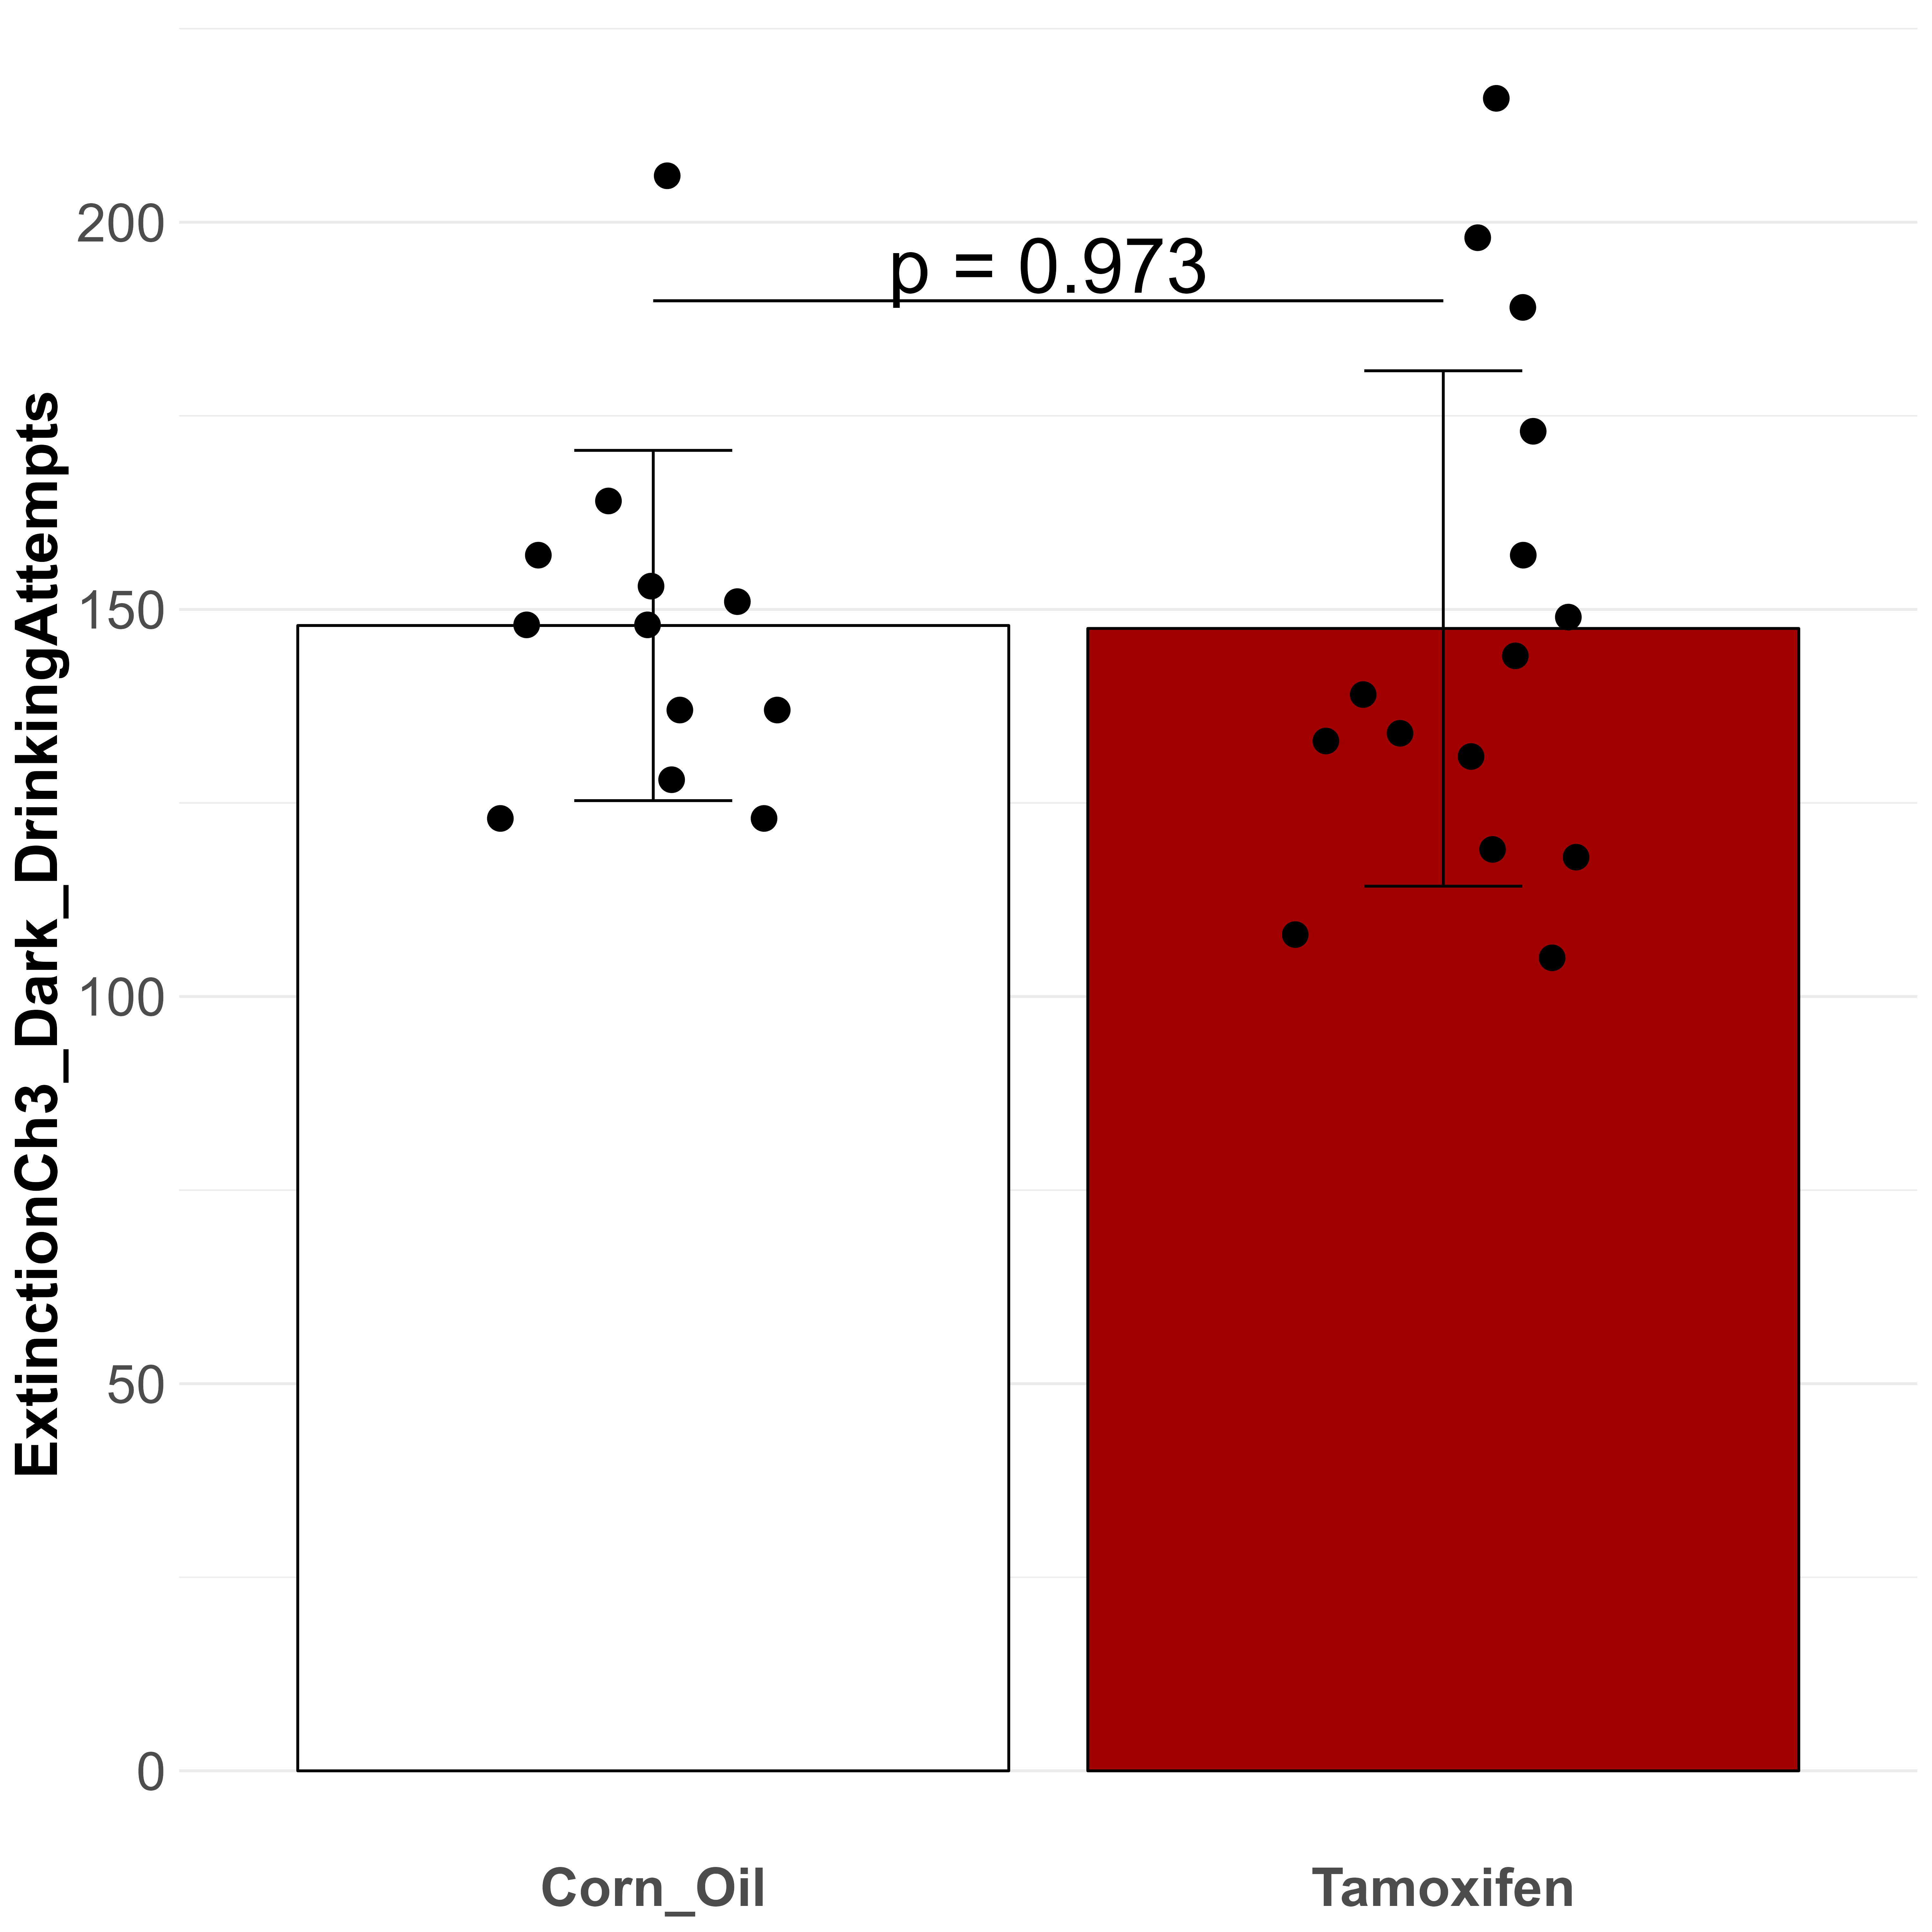 ExtinctionCh3_Dark_DrinkingAttempts
200
150
100
50
0
p = 0.973
Corn_Oil
Tamoxifen